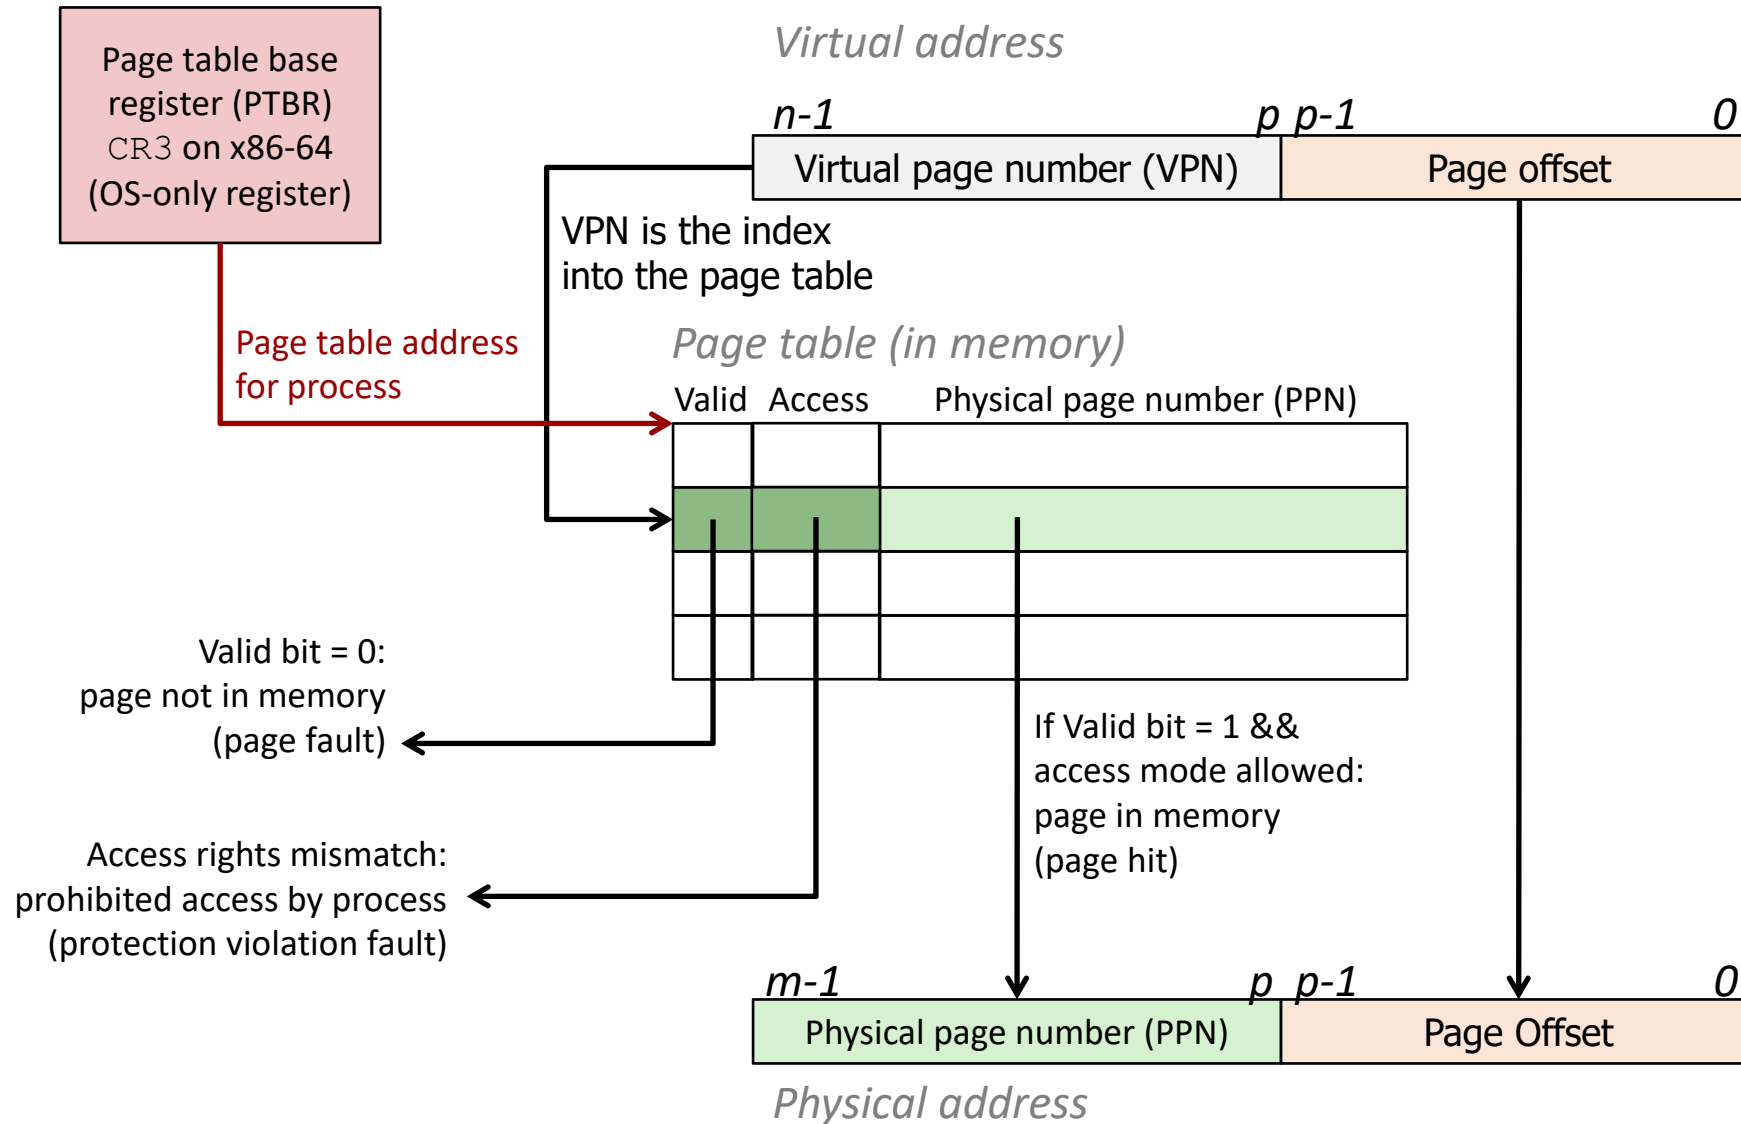 Page table base
register (PTBR)
CR3 on x86-64
(OS-only register)
Virtual address
n-1 p p-1 0
Virtual page number (VPN) Page offset
VPN is the index
into the page table
Page table address
for process
Page table (in memory)
Valid Access Physical page number (PPN)
Valid bit = 0:
page not in memory
(page fault)
If Valid bit = 1 &&
access mode allowed:
page in memory
(page hit)
Access rights mismatch:
prohibited access by process
(protection violation fault)
m-1 p p-1 0
Physical page number (PPN) Page Offset
Physical address